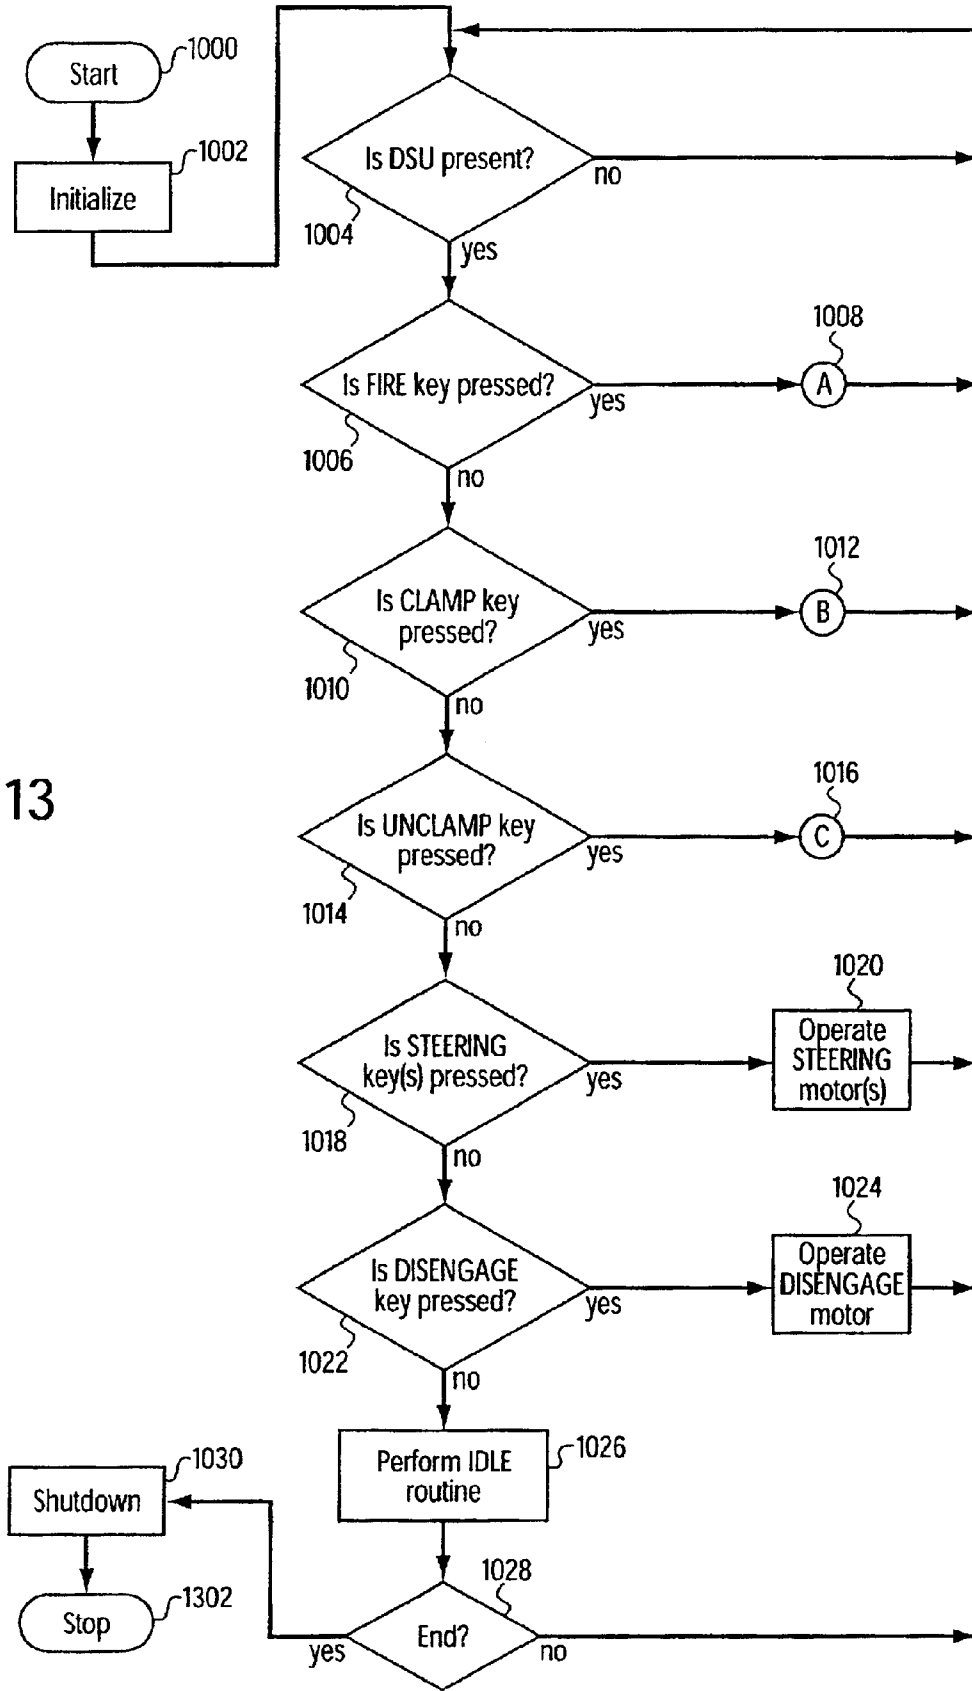 Start
1000
1002
Initialize
Is DSU present?
no
1004
yes
1008
Is FIRE key pressed?
A
yes
1006
no
1012
Is CLAMP key
pressed?
B
yes
1010
no
13
1016
Is UNCLAMP key
pressed?
C
yes
1014
no
1020
Is STEERING
key(s) pressed?
Operate
STEERING
motor(s)
yes
1018
no
1024
Is DISENGAGE
key pressed?
Operate
DISENGAGE
motor
yes
1022
no
Perform IDLE
routine
1026
1030
Shutdown
1028
1302
Stop
End?
yes
no